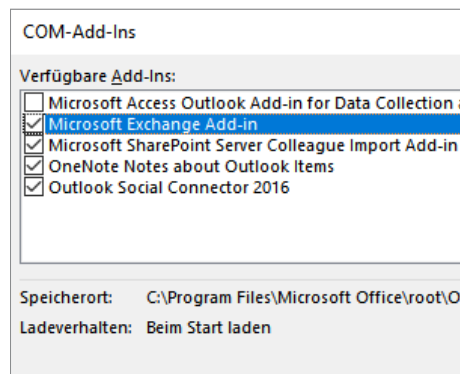 COM-Add-Ins
Verfügbare Add-Ins:
Microsoft Access Outlook Add-in for Data Collection
Microsoft Exchange Add-in
Microsoft SharePoint Server Colleague Import Add-in
OneNote Notes about Outlook Items
Outlook Social Connector 2016
Speicherort: C:\Program Files\Microsoft Office\root\O
Ladeverhalten: Beim Start laden